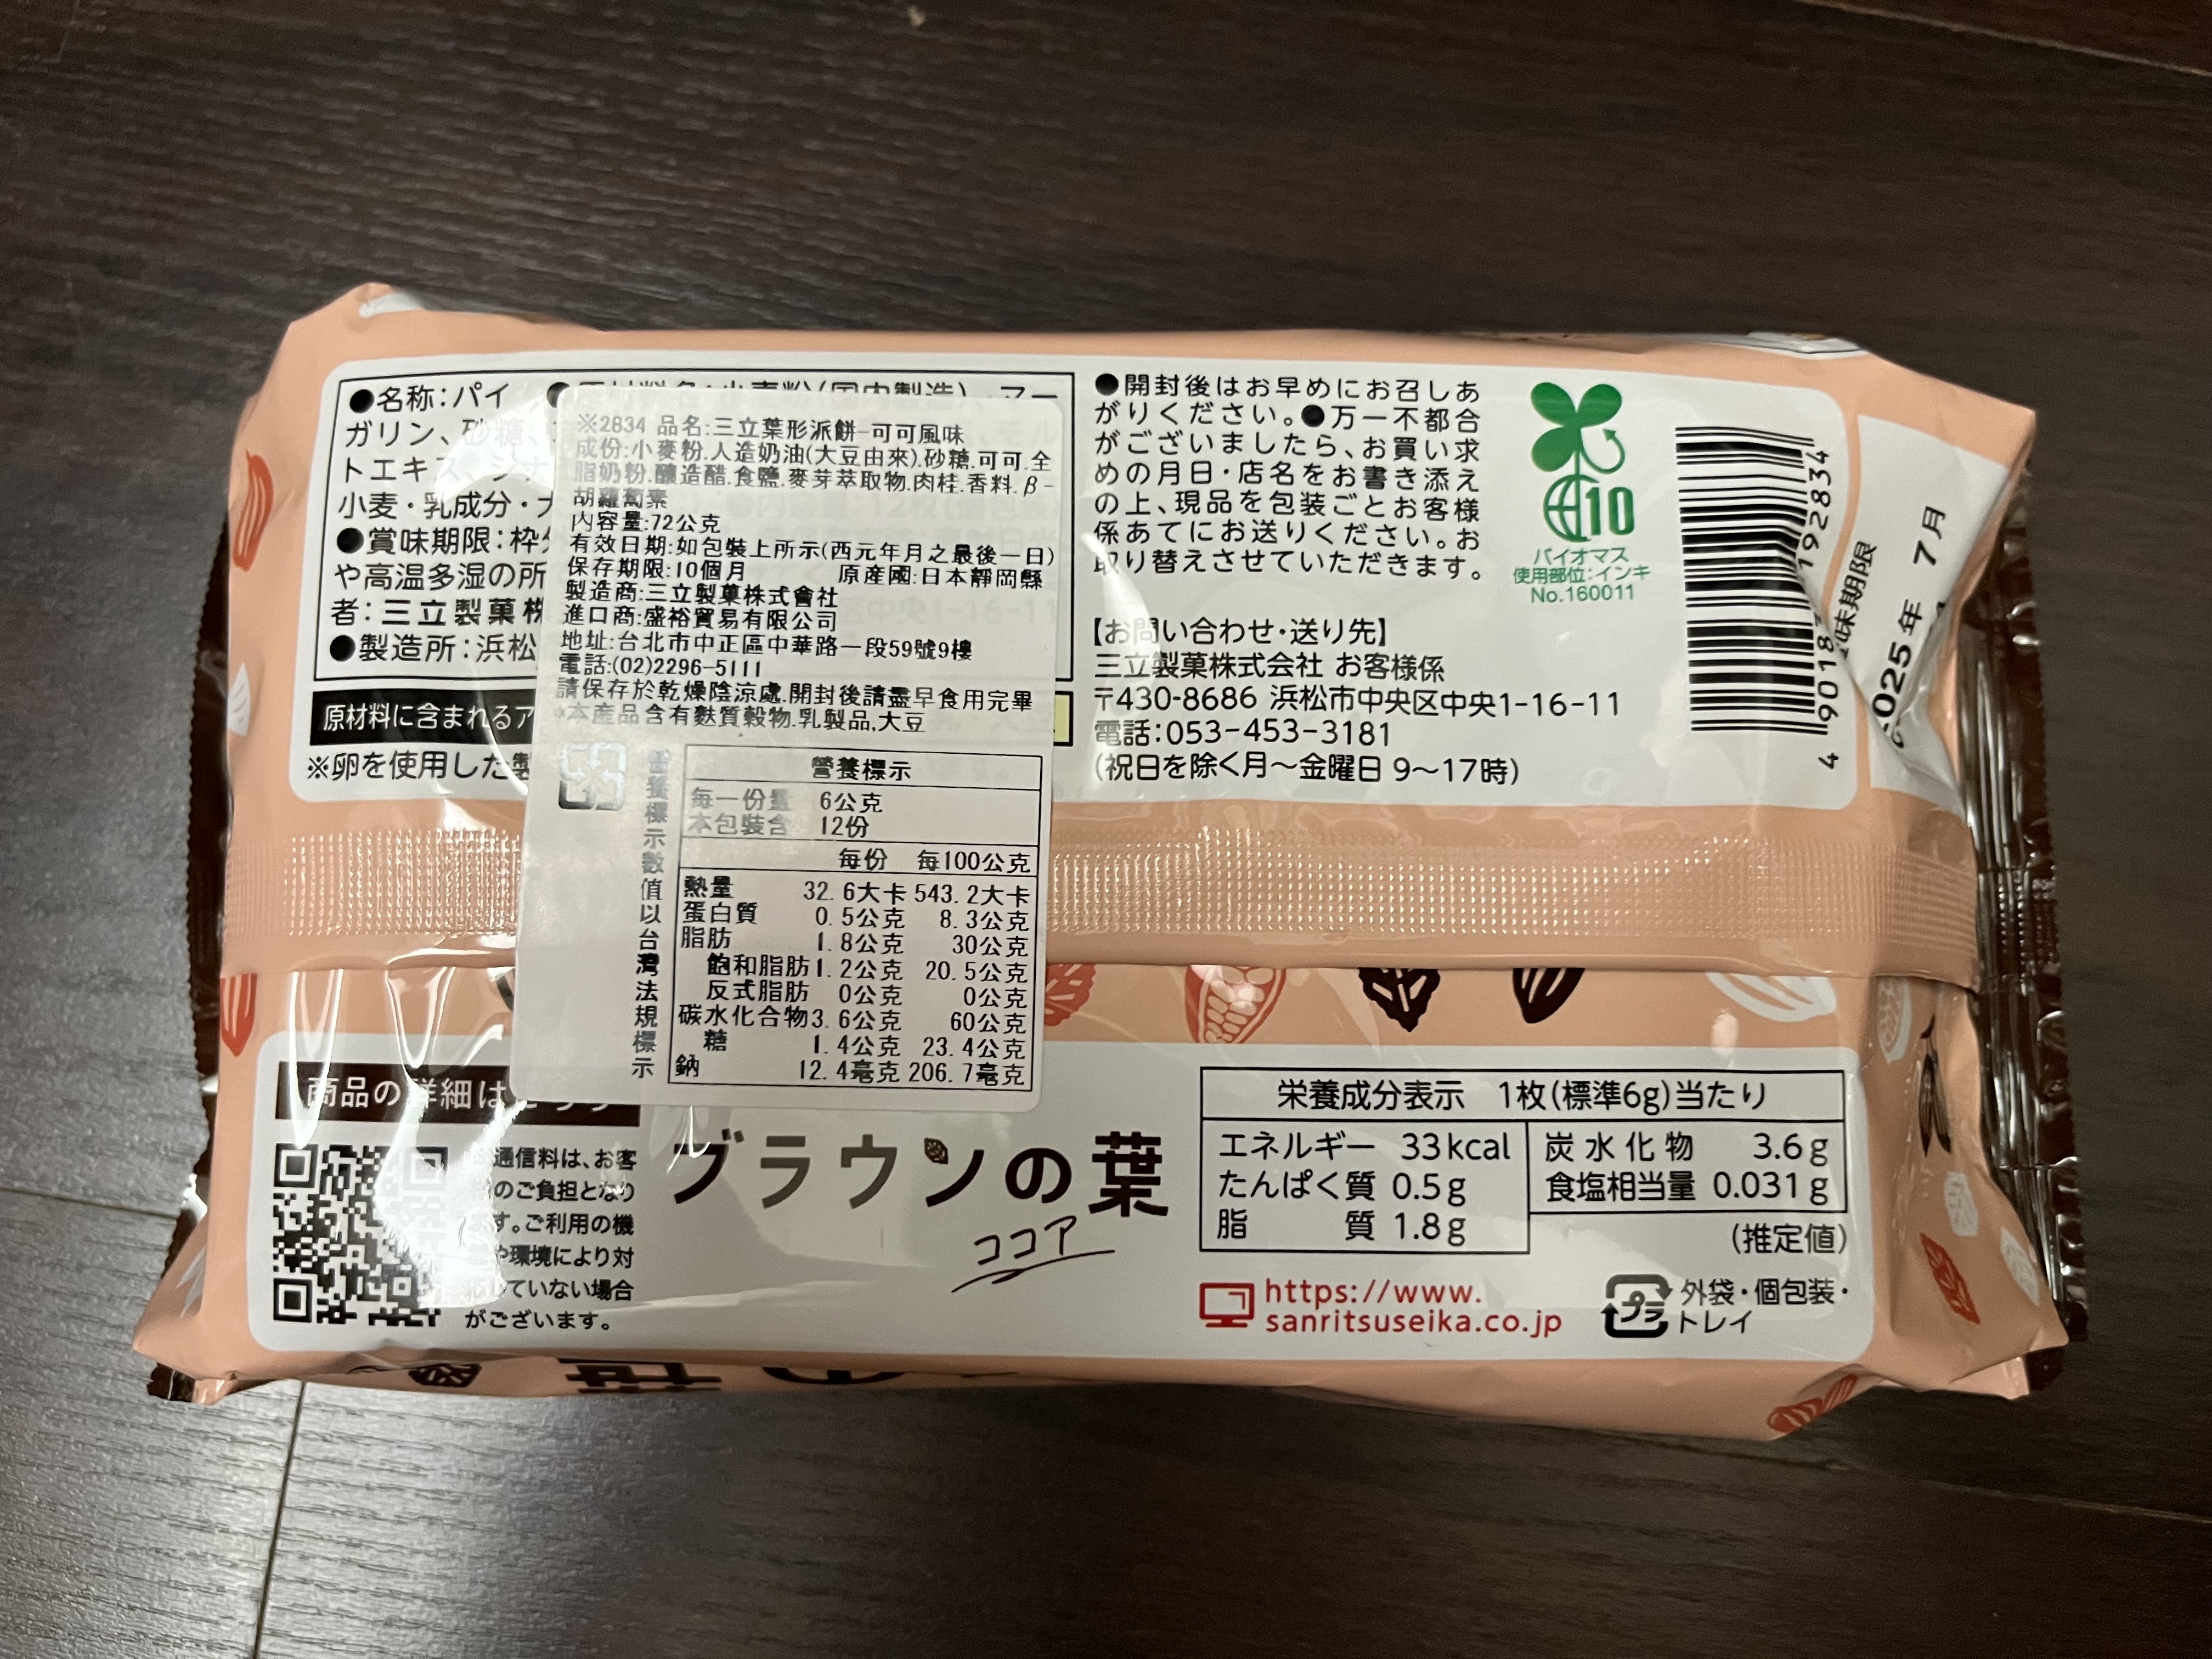 ●名称:パイ
ガリン、砂糖、
トエキス、シナ
小麦・乳成分・大
●賞味期限:枠外
や高温多湿の所
者:三立製菓株
●製造所:浜松
原材料に含まれるア
※卵を使用した製
※2834 品名:三立葉形派餅-可可風味
成份:小麥粉.人造奶油(大豆由來).砂糖.可可.全
脂奶粉.釀造醋.食鹽.麥芽萃取物.肉桂.香料.β-
胡蘿蔔素
內容量:72公克
有效日期:如包裝上所示(西元年月之最後一日)
保存期限:10個月 原産國:日本靜岡縣
製造商:三立製菓株式會社
進口商:盛裕貿易有限公司
地址:台北市中正區中華路一段59號9樓
電話:(02)2296-5111
請保存於乾燥陰涼處.開封後請盡早食用完畢
*本產品含有麩質穀物.乳製品,大豆
營養標示數值以台灣法規標示
營養標示
每一份量 6公克
本包裝含 12份
每份 每100公克
熱量 32.6大卡 543.2大卡
蛋白質 0.5公克 8.3公克
脂肪 1.8公克 30公克
飽和脂肪 1.2公克 20.5公克
反式脂肪 0公克 0公克
碳水化合物 3.6公克 60公克
糖 1.4公克 23.4公克
鈉 12.4毫克 206.7毫克
●開封後はお早めにお召しあ
がりください。●万一不都合
がございましたら、お買い求
めの月日・店名をお書き添え
の上、現品を包装ごとお客様
係あてにお送りください。お
取り替えさせていただきます。
【お問い合わせ・送り先】
三立製菓株式会社 お客様係
〒430-8686 浜松市中央区中央1-16-11
電話:053-453-3181
(祝日を除く月〜金曜日 9〜17時)
10
バイオマス
使用部位:インキ
No.160011
味期限
2025年 7月
商品の詳細は
通信料は、お客
のご負担となり
す。ご利用の機
や環境により対
していない場合
がございます。
ブラウンの葉
ココア
栄養成分表示 1枚(標準6g)当たり
エネルギー 33kcal
たんぱく質 0.5g
脂質 1.8g
炭水化物 3.6g
食塩相当量 0.031g
(推定値)
https://www.
sanritsuseika.co.jp
プラ
外袋・個包装・
トレイ